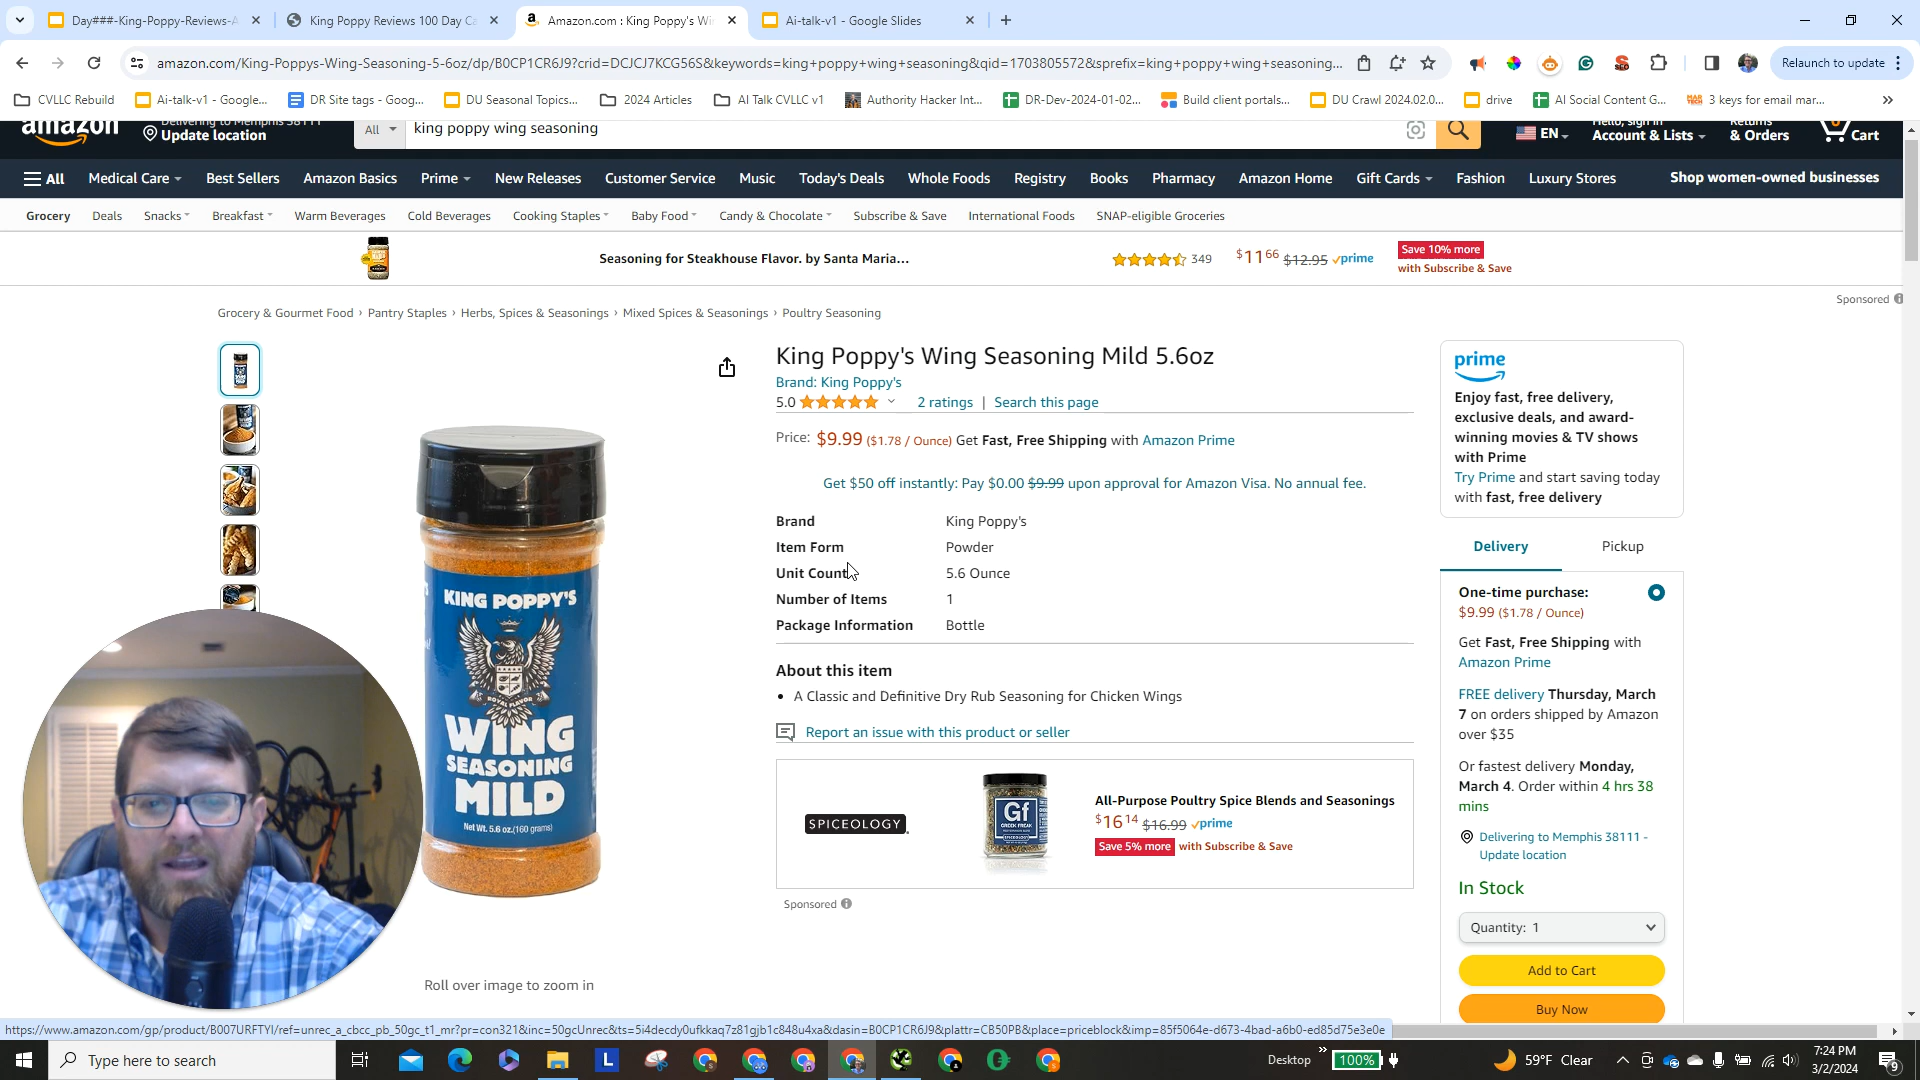 Day###-King-Poppy-Reviews-A
King Poppy Reviews 100 Day Ca
Amazon.com : King Poppy's Win
Ai-talk-v1 - Google Slides
amazon.com/King-Poppys-Wing-Seasoning-5-6oz/dp/B0CP1CR6J9?crid=DCJCJ7KCG56S&keywords=king+poppy+wing+seasoning&qid=1703805572&sprefix=king+poppy+wing+seasoning...
Relaunch to update
CVLLC Rebuild
Ai-talk-v1 - Google...
DR Site tags - Goog...
DU Seasonal Topics...
2024 Articles
AI Talk CVLLC v1
Authority Hacker Int...
DR-Dev-2024-01-02...
Build client portals...
DU Crawl 2024.02.0...
drive
AI Social Content G...
3 keys for email mar...
amazon
Delivering to Memphis 38111
Update location
All
king poppy wing seasoning
EN
Hello, sign in
Account & Lists
Returns
& Orders
0
Cart
All
Medical Care
Best Sellers
Amazon Basics
Prime
New Releases
Customer Service
Music
Today's Deals
Whole Foods
Registry
Books
Pharmacy
Amazon Home
Gift Cards
Fashion
Luxury Stores
Shop women-owned businesses
Grocery
Deals
Snacks
Breakfast
Warm Beverages
Cold Beverages
Cooking Staples
Baby Food
Candy & Chocolate
Subscribe & Save
International Foods
SNAP-eligible Groceries
Seasoning for Steakhouse Flavor. by Santa Maria...
349
$11 66 $12.95 prime
Save 10% more
with Subscribe & Save
Sponsored
Grocery & Gourmet Food › Pantry Staples › Herbs, Spices & Seasonings › Mixed Spices & Seasonings › Poultry Seasoning
King Poppy's Wing Seasoning Mild 5.6oz
Brand: King Poppy's
5.0
2 ratings | Search this page
Price: $9.99 ($1.78 / Ounce) Get Fast, Free Shipping with Amazon Prime
Get $50 off instantly: Pay $0.00 $9.99 upon approval for Amazon Visa. No annual fee.
Brand King Poppy's
Item Form Powder
Unit Count 5.6 Ounce
Number of Items 1
Package Information Bottle
About this item
• A Classic and Definitive Dry Rub Seasoning for Chicken Wings
Report an issue with this product or seller
SPICEOLOGY
Gf
GREEK FREAK
All-Purpose Poultry Spice Blends and Seasonings
$16 14 $16.99 prime
Save 5% more with Subscribe & Save
Sponsored
KING POPPY'S
ROYAL FLAVOR
WING
SEASONING
MILD
Net Wt. 5.6 oz.(160 grams)
Roll over image to zoom in
prime
Enjoy fast, free delivery,
exclusive deals, and award-
winning movies & TV shows
with Prime
Try Prime and start saving today
with fast, free delivery
Delivery
Pickup
One-time purchase:
$9.99 ($1.78 / Ounce)
Get Fast, Free Shipping with
Amazon Prime
FREE delivery Thursday, March
7 on orders shipped by Amazon
over $35
Or fastest delivery Monday,
March 4. Order within 4 hrs 38
mins
Delivering to Memphis 38111 -
Update location
In Stock
Quantity: 1
Add to Cart
Buy Now
https://www.amazon.com/gp/product/B007URFTYI/ref=unrec_a_cbcc_pb_50gc_t1_mr?pr=con321&inc=50gcUnrec&ts=5i4decdy0ufkkaq7z81gjb1c848u4xa&dasin=B0CP1CR6J9&plattr=CB50PB&place=priceblock&imp=85f5064e-d673-4bad-a6b0-ed85d75e3e0e
Type here to search
L
Desktop
100%
59°F Clear
7:24 PM
3/2/2024
9